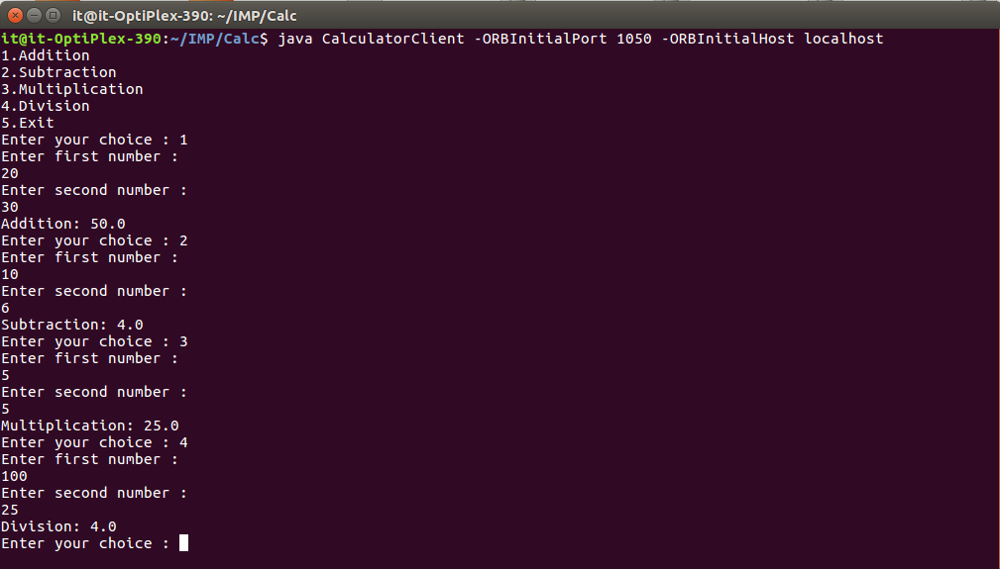 it@it-OptiPlex-390: ~/IMP/Calc
it@it-OptiPlex-390:~/IMP/Calc$ java CalculatorClient -ORBInitialPort 1050 -ORBInitialHost localhost
1.Addition
2.Subtraction
3.Multiplication
4.Division
5.Exit
Enter your choice : 1
Enter first number :
20
Enter second number :
30
Addition: 50.0
Enter your choice : 2
Enter first number :
10
Enter second number :
6
Subtraction: 4.0
Enter your choice : 3
Enter first number :
5
Enter second number :
5
Multiplication: 25.0
Enter your choice : 4
Enter first number :
100
Enter second number :
25
Division: 4.0
Enter your choice :